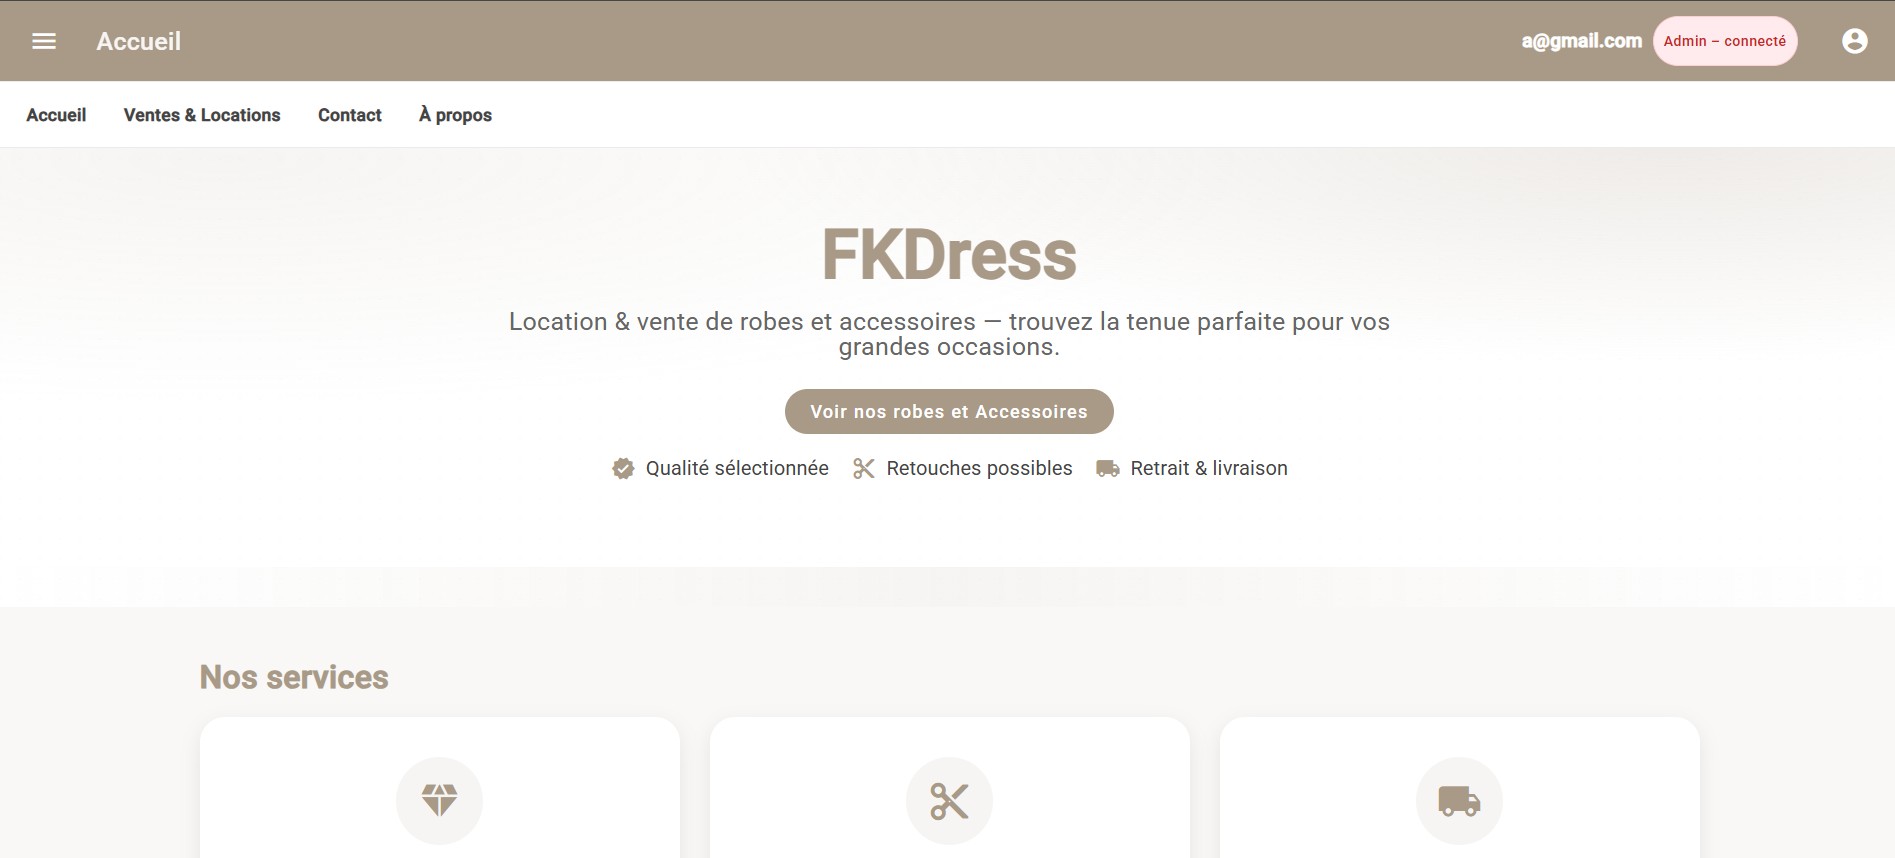 Accueil
a@gmail.com
Admin – connecté
Accueil
Ventes & Locations
Contact
À propos
FKDress
Location & vente de robes et accessoires — trouvez la tenue parfaite pour vos
grandes occasions.
Voir nos robes et Accessoires
Qualité sélectionnée
Retouches possibles
Retrait & livraison
Nos services